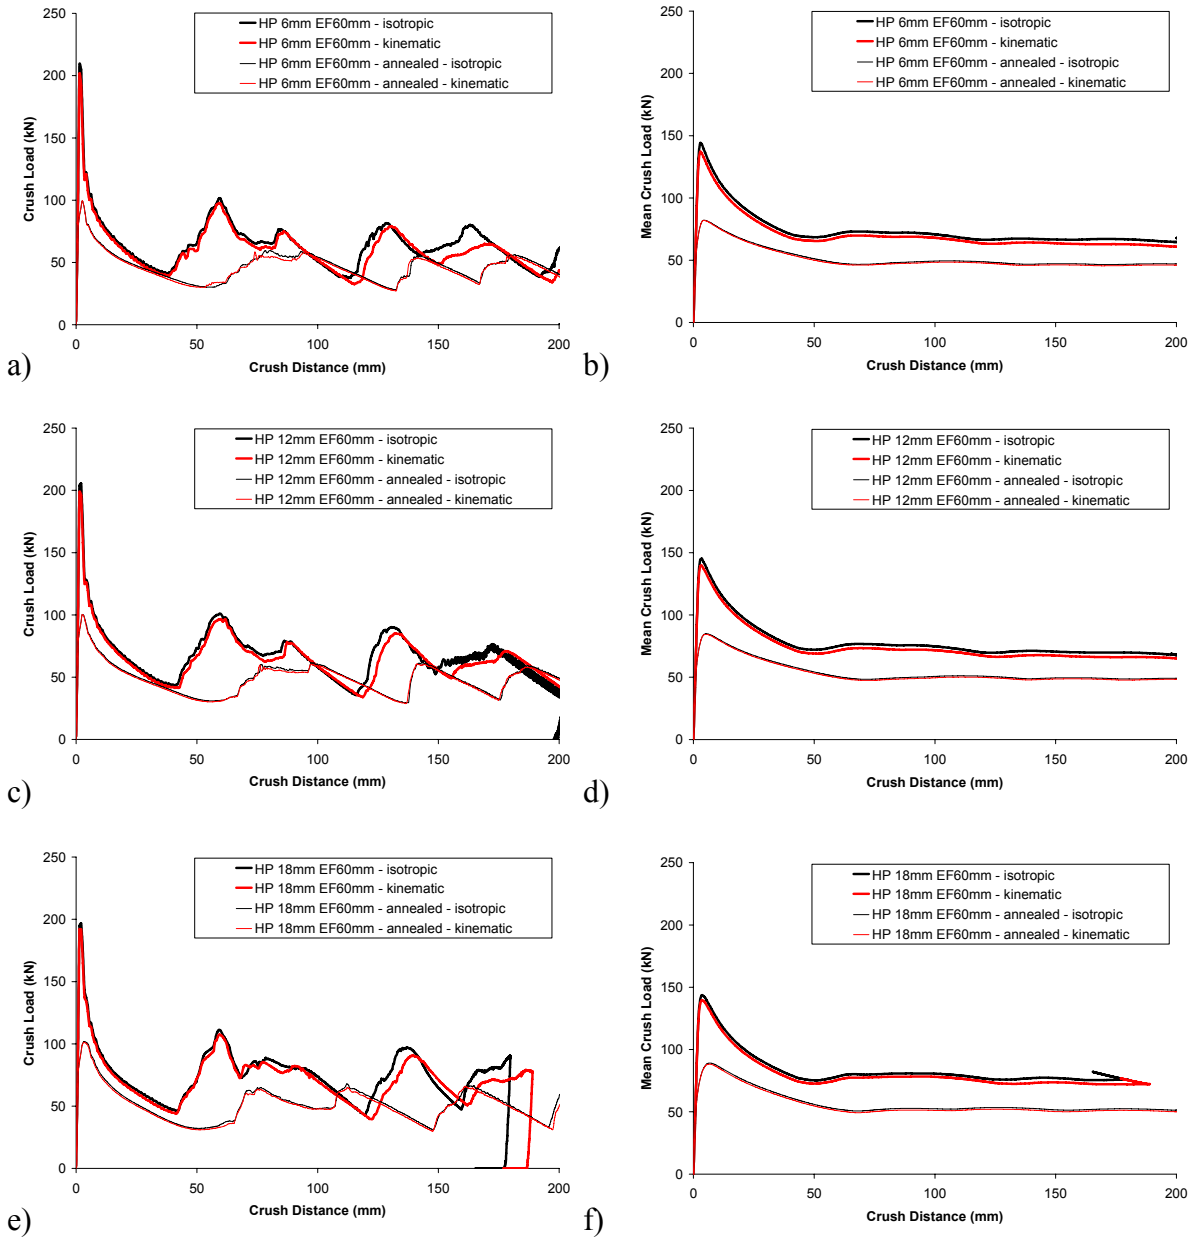 HP 6mm EF60mm - isotropic
HP 6mm EF60mm - kinematic
HP 6mm EF60mm - annealed - isotropic
HP 6mm EF60mm - annealed - kinematic
Crush Load (kN)
250
200
150
100
50
0
0 50 100 150 200
Crush Distance (mm)
a)
HP 6mm EF60mm - isotropic
HP 6mm EF60mm - kinematic
HP 6mm EF60mm - annealed - isotropic
HP 6mm EF60mm - annealed - kinematic
Mean Crush Load (kN)
250
200
150
100
50
0
0 50 100 150 200
Crush Distance (mm)
b)
HP 12mm EF60mm - isotropic
HP 12mm EF60mm - kinematic
HP 12mm EF60mm - annealed - isotropic
HP 12mm EF60mm - annealed - kinematic
Crush Load (kN)
250
200
150
100
50
0
0 50 100 150 200
Crush Distance (mm)
c)
HP 12mm EF60mm - isotropic
HP 12mm EF60mm - kinematic
HP 12mm EF60mm - annealed - isotropic
HP 12mm EF60mm - annealed - kinematic
Mean Crush Load (kN)
250
200
150
100
50
0
0 50 100 150 200
Crush Distance (mm)
d)
HP 18mm EF60mm - isotropic
HP 18mm EF60mm - kinematic
HP 18mm EF60mm - annealed - isotropic
HP 18mm EF60mm - annealed - kinematic
Crush Load (kN)
250
200
150
100
50
0
0 50 100 150 200
Crush Distance (mm)
e)
HP 18mm EF60mm - isotropic
HP 18mm EF60mm - kinematic
HP 18mm EF60mm - annealed - isotropic
HP 18mm EF60mm - annealed - kinematic
Mean Crush Load (kN)
250
200
150
100
50
0
0 50 100 150 200
Crush Distance (mm)
f)